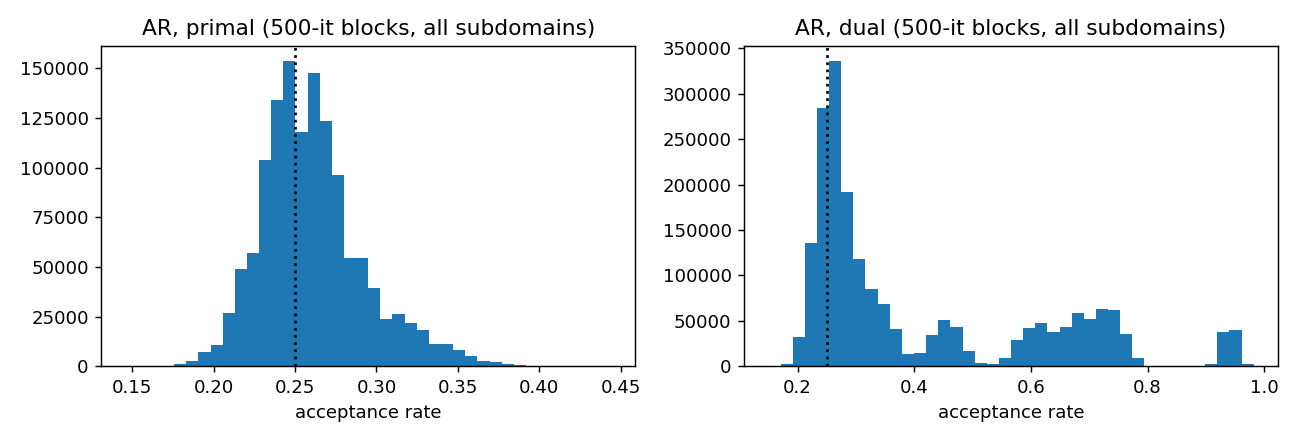 AR, primal (500-it blocks, all subdomains)
150000
125000
100000
75000
50000
25000
0
0.15 0.20 0.25 0.30 0.35 0.40 0.45
acceptance rate
AR, dual (500-it blocks, all subdomains)
350000
300000
250000
200000
150000
100000
50000
0
0.2 0.4 0.6 0.8 1.0
acceptance rate